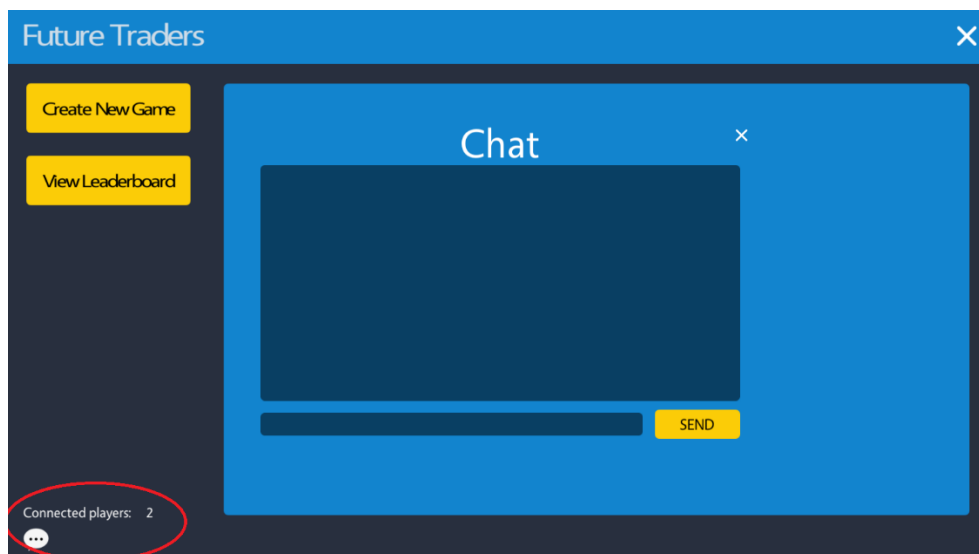 Future Traders
Create New Game
View Leaderboard
Chat
SEND
Connected players: 2